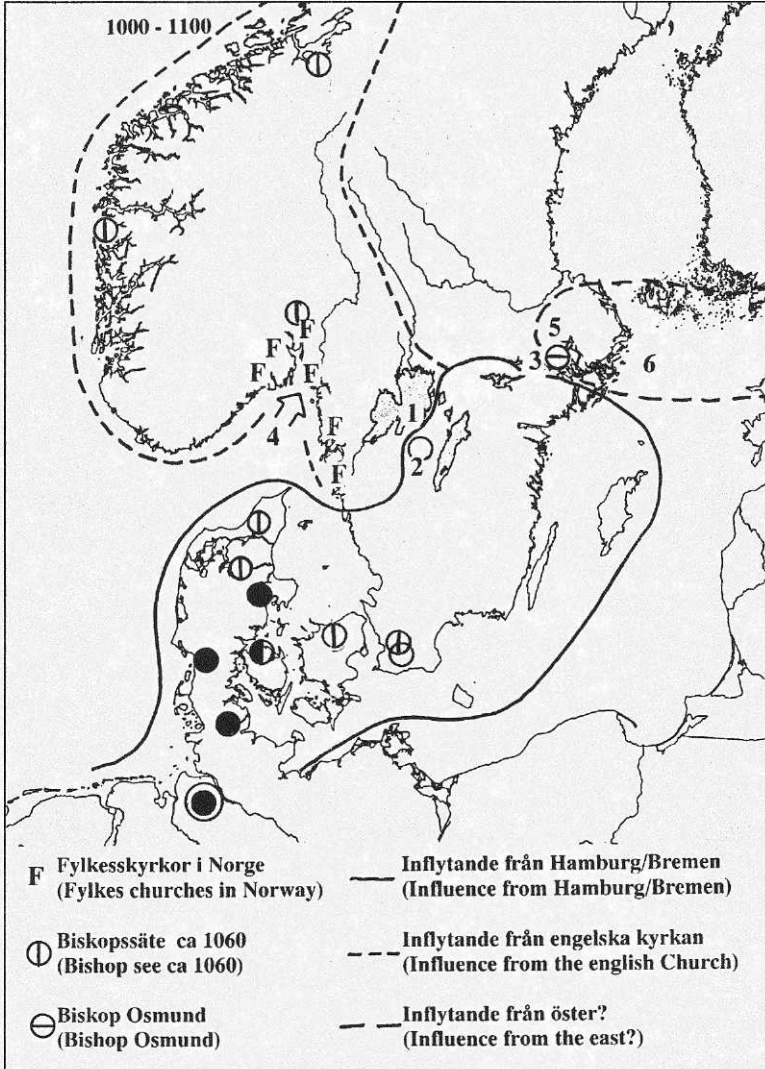 1000 - 1100
F
F
F
F
5
3
6
1
F
4
2
F
F Fylkesskyrkor i Norge
(Fylkes churches in Norway)
Biskopssäte ca 1060
(Bishop see ca 1060)
Biskop Osmund
(Bishop Osmund)
Inflytande från Hamburg/Bremen
(Influence from Hamburg/Bremen)
Inflytande från engelska kyrkan
(Influence from the english Church)
Inflytande från öster?
(Influence from the east?)